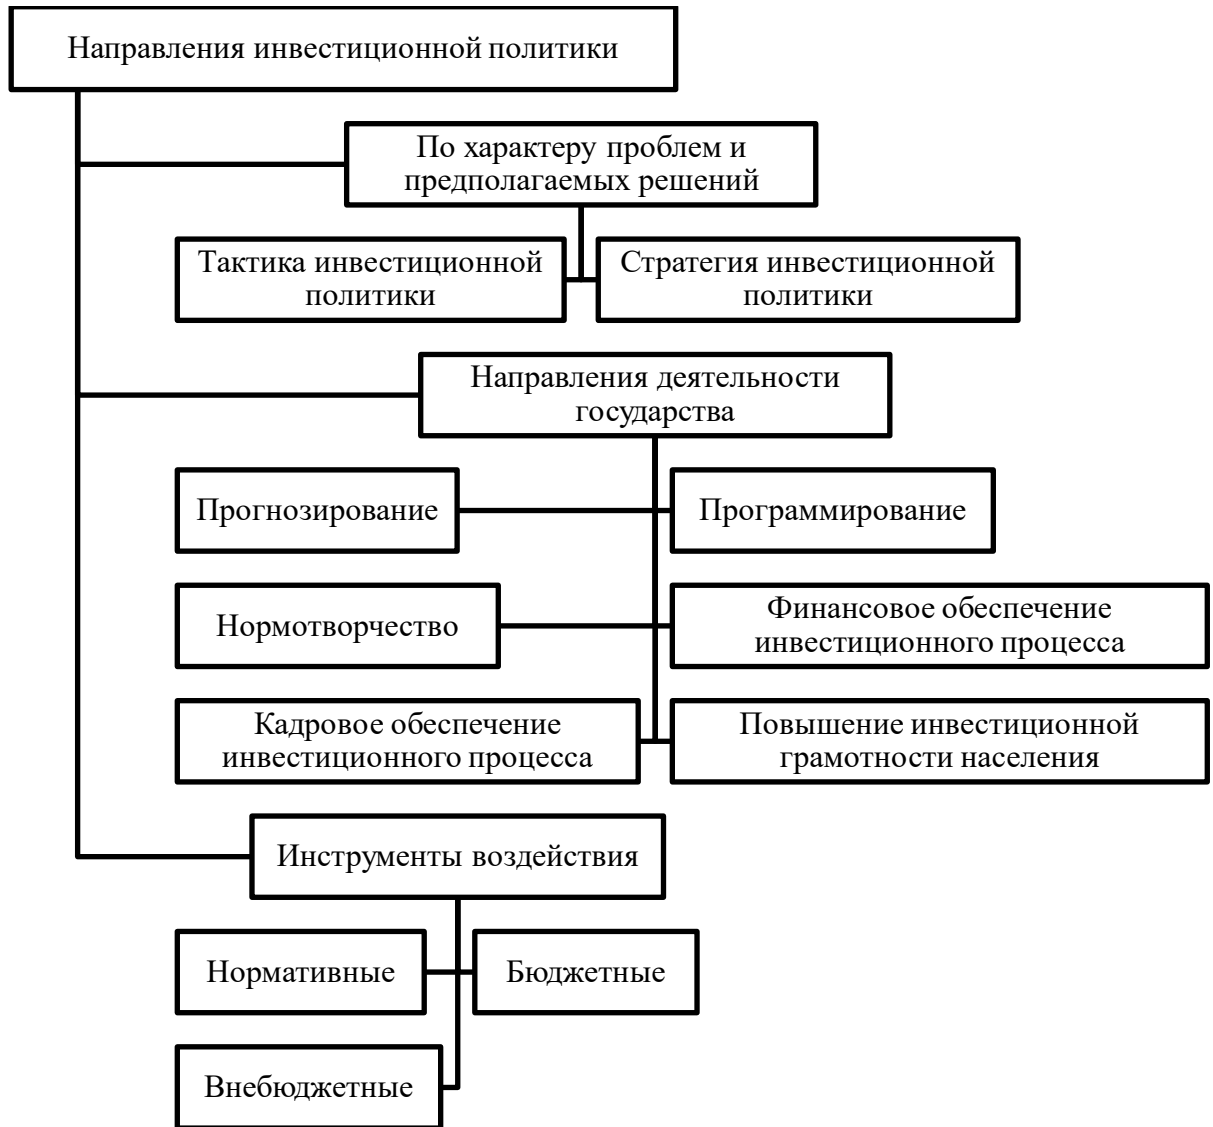 Направления инвестиционной политики
По характеру проблем и
предполагаемых решений
Тактика инвестиционной
политики
Стратегия инвестиционной
политики
Направления деятельности
государства
Прогнозирование
Программирование
Нормотворчество
Финансовое обеспечение
инвестиционного процесса
Кадровое обеспечение
инвестиционного процесса
Повышение инвестиционной
грамотности населения
Инструменты воздействия
Нормативные
Бюджетные
Внебюджетные